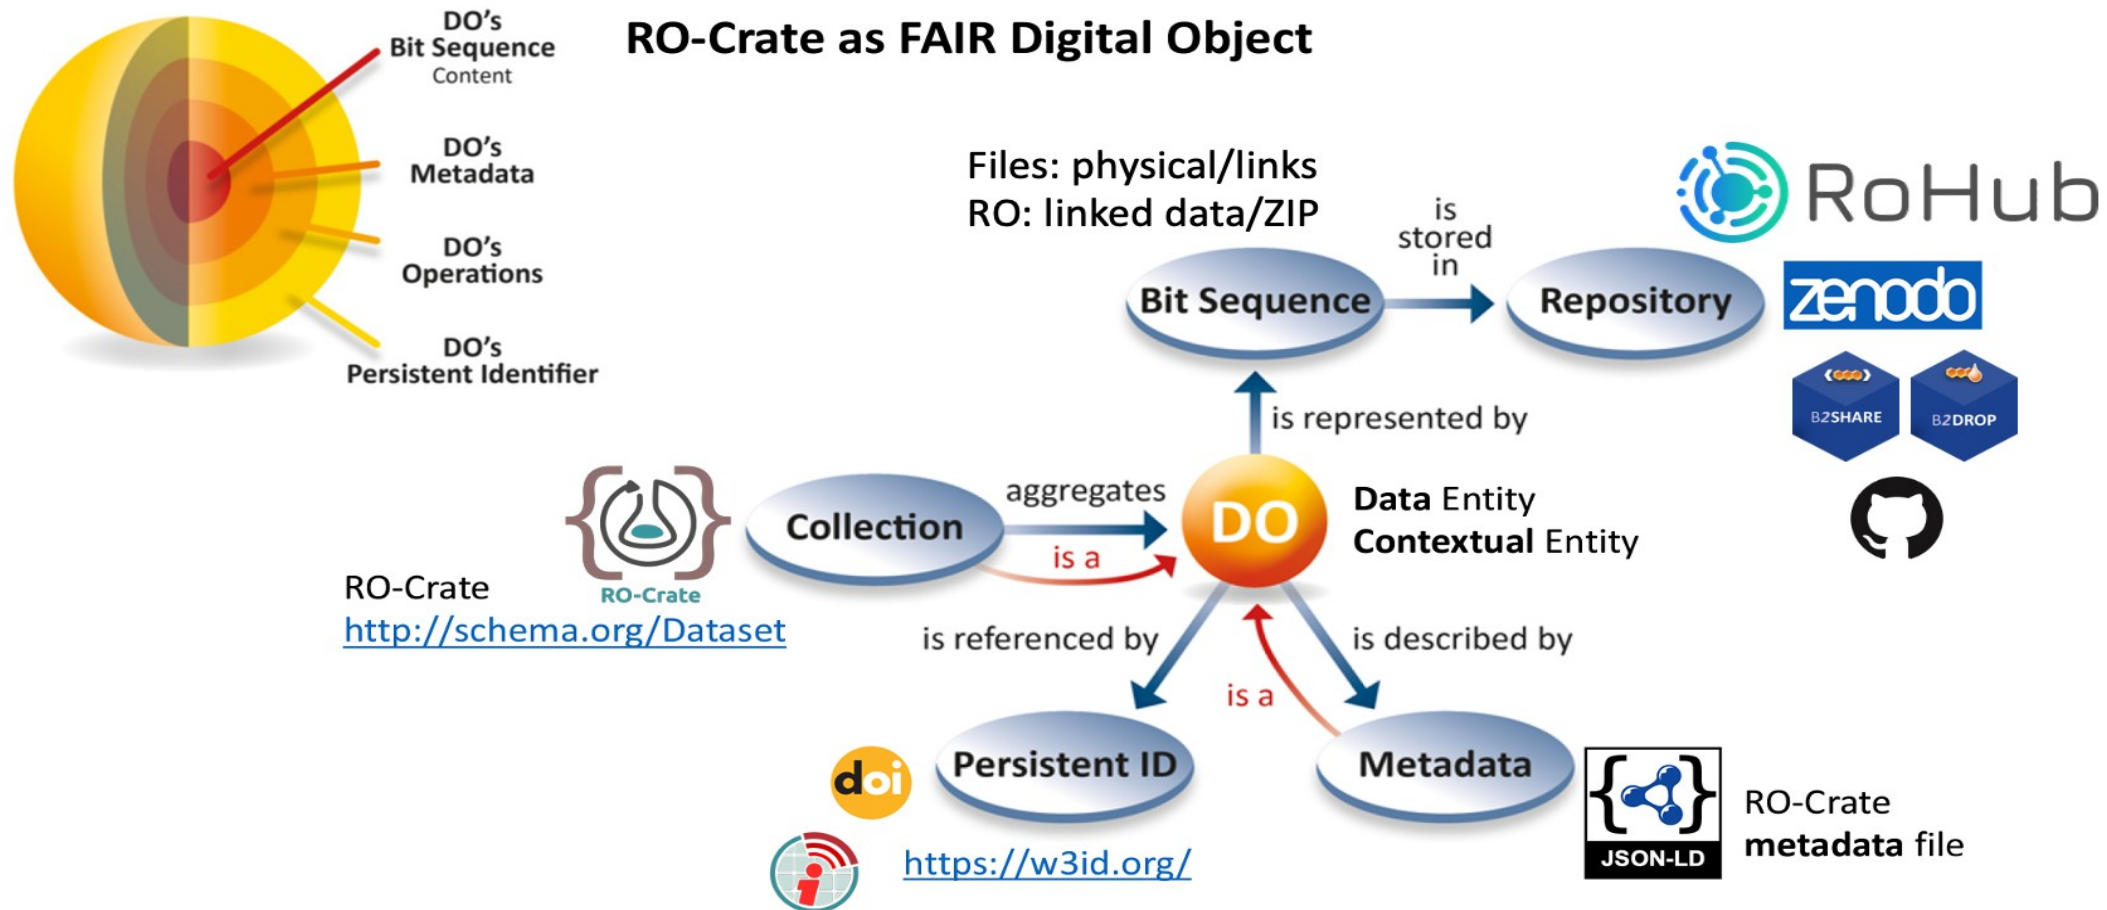 RO-Crate as FAIR Digital Object
DO's
Bit Sequence
Content
DO's
Metadata
DO's
Operations
DO's
Persistent Identifier
Files: physical/links
RO: linked data/ZIP
is
stored
in
RoHub
Bit Sequence
Repository
zenodo
B2SHARE
B2DROP
is represented by
aggregates
Collection
DO
Data Entity
Contextual Entity
is a
RO-Crate
RO-Crate
http://schema.org/Dataset
is referenced by
is described by
is a
Persistent ID
Metadata
doi
https://w3id.org/
JSON-LD
RO-Crate
metadata file